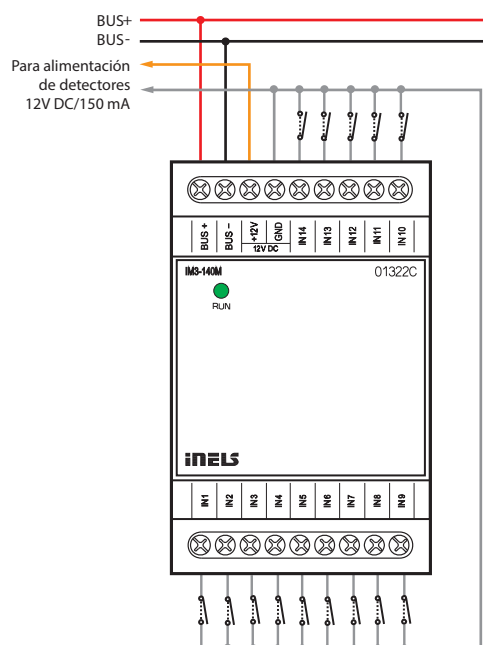 BUS+
BUS-
Para alimentación
de detectores
12V DC/150 mA
BUS +
BUS –
+12V
GND
12V DC
IN14
IN13
IN12
IN11
IN10
IM3-140M
01322C
RUN
iNELS
IN1
IN2
IN3
IN4
IN5
IN6
IN7
IN8
IN9